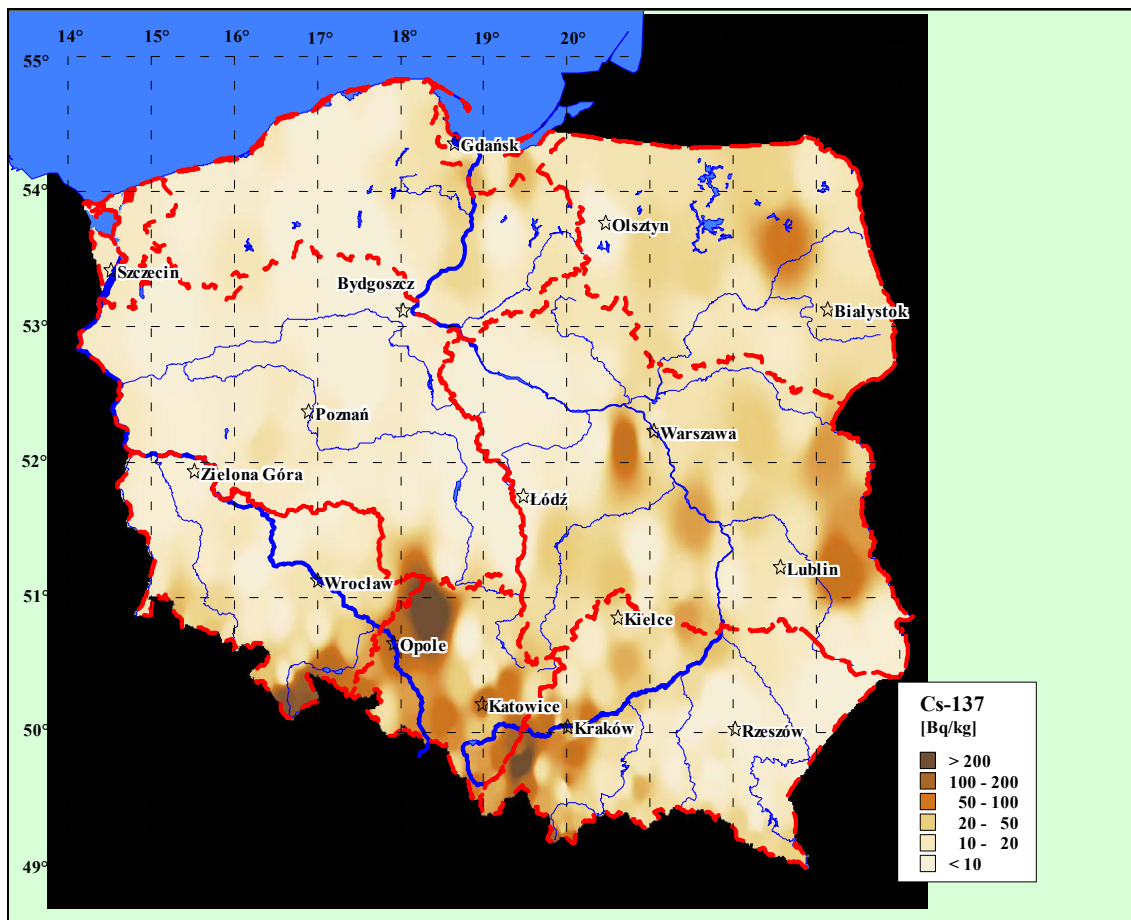 14° 15° 16° 17° 18° 19° 20°
55°
Gdańsk
54°
Olsztyn
Szczecin
Bydgoszcz
Białystok
53°
Poznań
Warszawa
52°
Zielona Góra
Łódź
Lublin
Wrocław
51°
Kielce
Opole
Katowice
Kraków
Rzeszów
50°
49°
Cs-137
[Bq/kg]
> 200
100 - 200
50 - 100
20 - 50
10 - 20
< 10